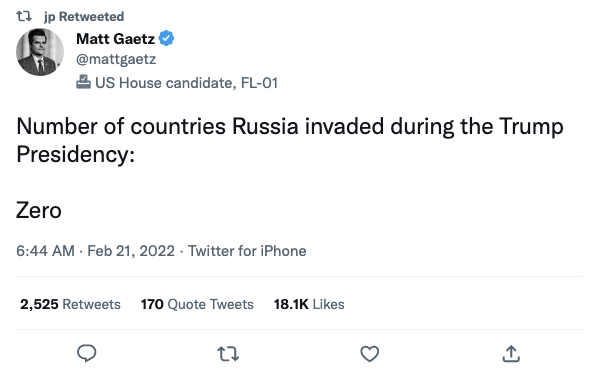 jp Retweeted
Matt Gaetz
@mattgaetz
US House candidate, FL-01
Number of countries Russia invaded during the Trump
Presidency:
Zero
6:44 AM · Feb 21, 2022 · Twitter for iPhone
2,525 Retweets 170 Quote Tweets 18.1K Likes